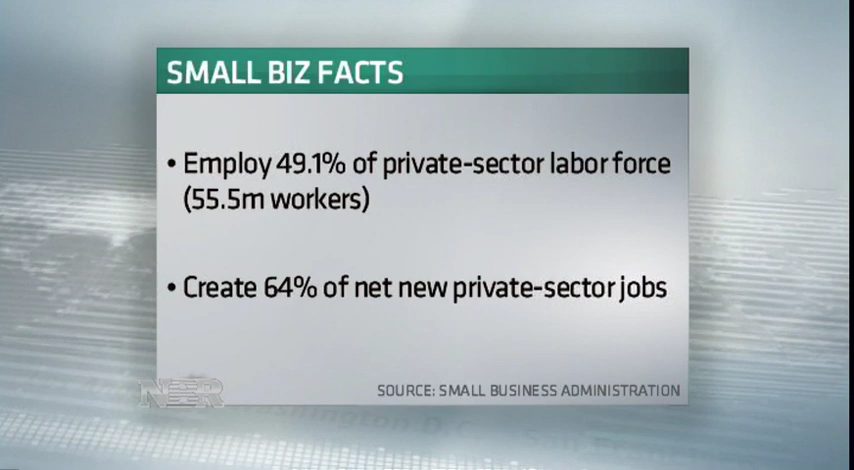 SMALL BIZ FACTS
• Employ 49.1% of private-sector labor force
(55.5m workers)
• Create 64% of net new private-sector jobs
NBR
SOURCE: SMALL BUSINESS ADMINISTRATION